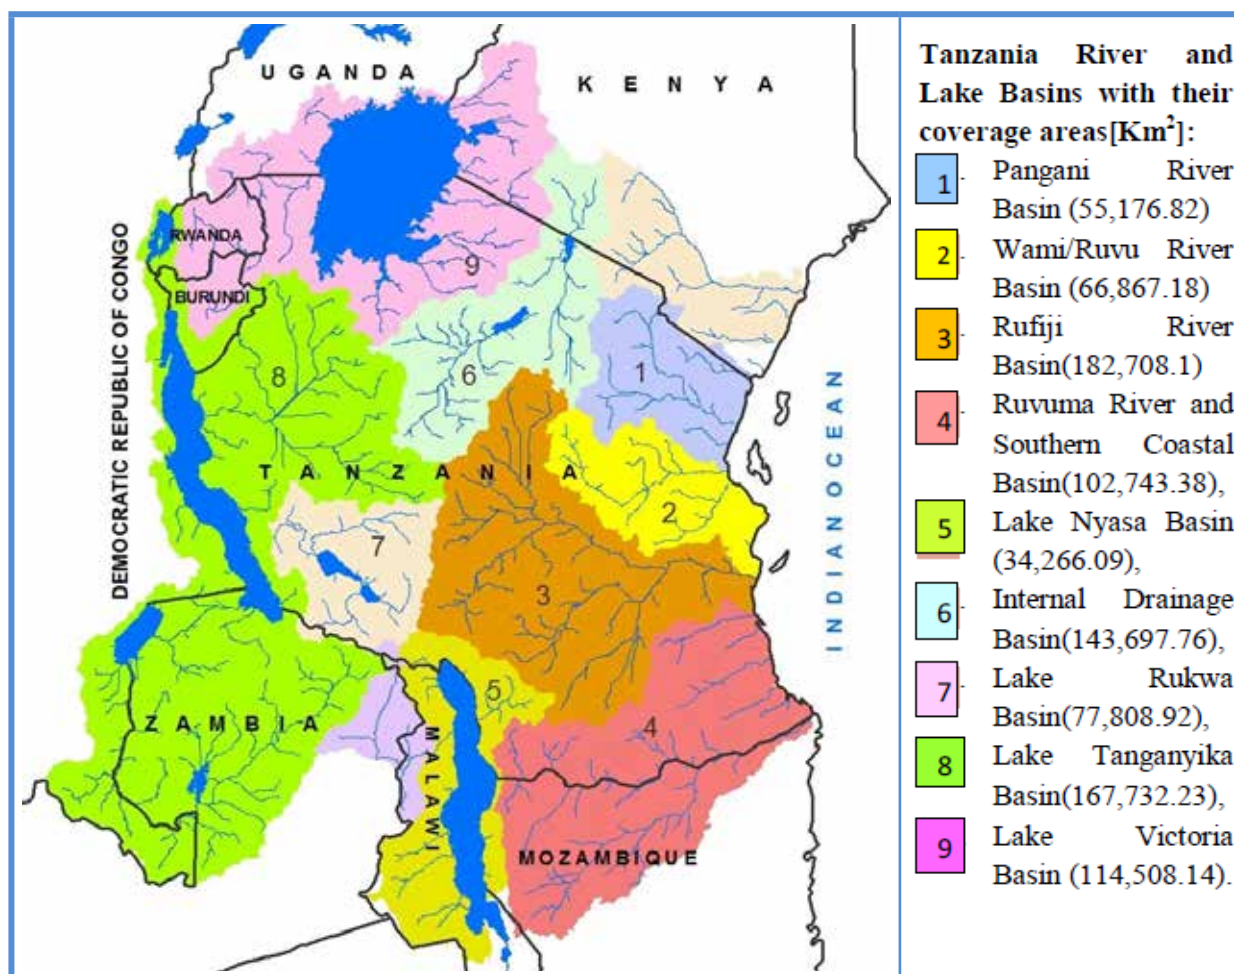 UGANDA
KENYA
RWANDA
BURUNDI
DEMOCRATIC REPUBLIC OF CONGO
TANZANIA
ZAMBIA
MALAWI
MOZAMBIQUE
INDIAN OCEAN
9
8
6
1
2
7
3
5
4
Tanzania River and
Lake Basins with their
coverage areas[Km²]:
1. Pangani River
Basin (55,176.82)
2. Wami/Ruvu River
Basin (66,867.18)
3. Rufiji River
Basin(182,708.1)
4. Ruvuma River and
Southern Coastal
Basin(102,743.38),
5 Lake Nyasa Basin
(34,266.09),
6. Internal Drainage
Basin(143,697.76),
7. Lake Rukwa
Basin(77,808.92),
8 Lake Tanganyika
Basin(167,732.23),
9 Lake Victoria
Basin (114,508.14).